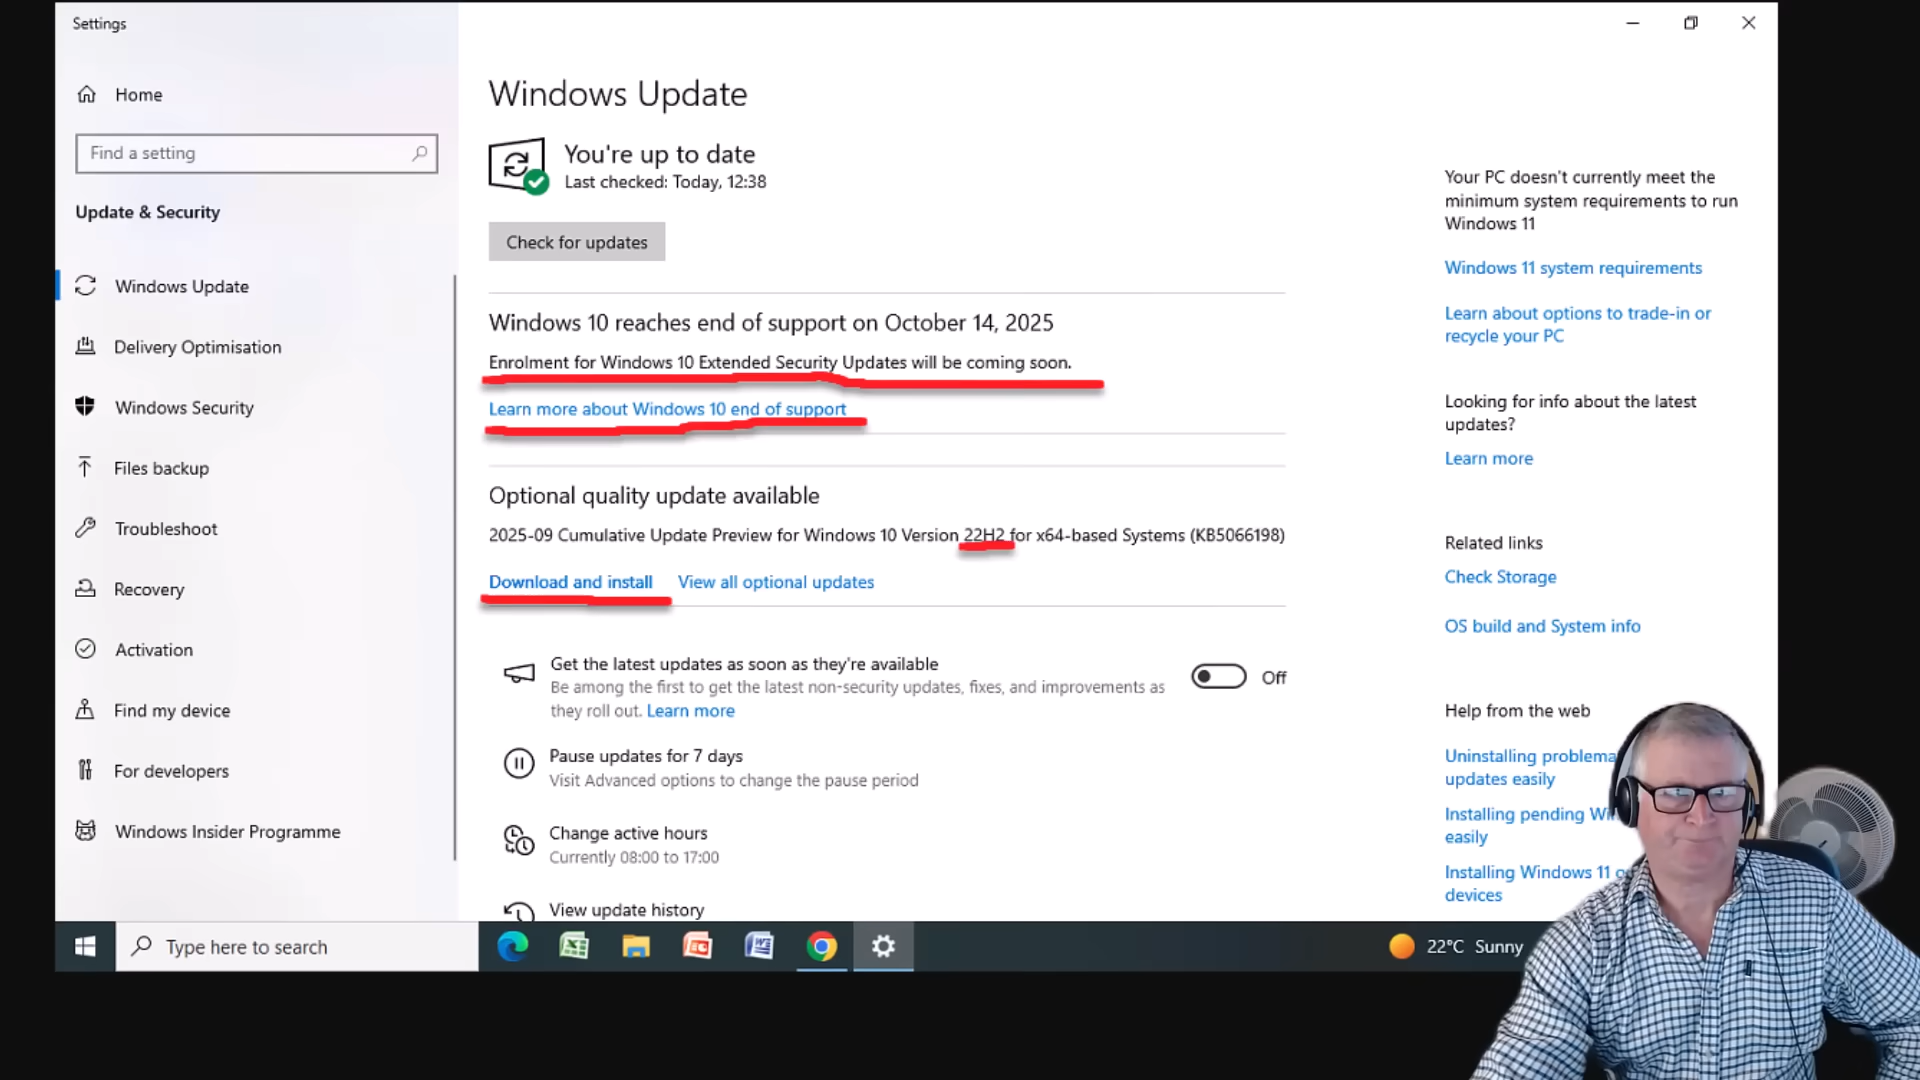 Settings
Home
Find a setting
Update & Security
Windows Update
Delivery Optimisation
Windows Security
Files backup
Troubleshoot
Recovery
Activation
Find my device
For developers
Windows Insider Programme
Windows Update
You're up to date
Last checked: Today, 12:38
Check for updates
Windows 10 reaches end of support on October 14, 2025
Enrolment for Windows 10 Extended Security Updates will be coming soon.
Learn more about Windows 10 end of support
Optional quality update available
2025-09 Cumulative Update Preview for Windows 10 Version 22H2 for x64-based Systems (KB5066198)
Download and install View all optional updates
Get the latest updates as soon as they're available
Be among the first to get the latest non-security updates, fixes, and improvements as
they roll out. Learn more
Off
Pause updates for 7 days
Visit Advanced options to change the pause period
Change active hours
Currently 08:00 to 17:00
View update history
Your PC doesn't currently meet the
minimum system requirements to run
Windows 11
Windows 11 system requirements
Learn about options to trade-in or
recycle your PC
Looking for info about the latest
updates?
Learn more
Related links
Check Storage
OS build and System info
Help from the web
Uninstalling
updates easily
Installing pending
easily
Installing Windows 11
devices
Type here to search
22°C Sunny